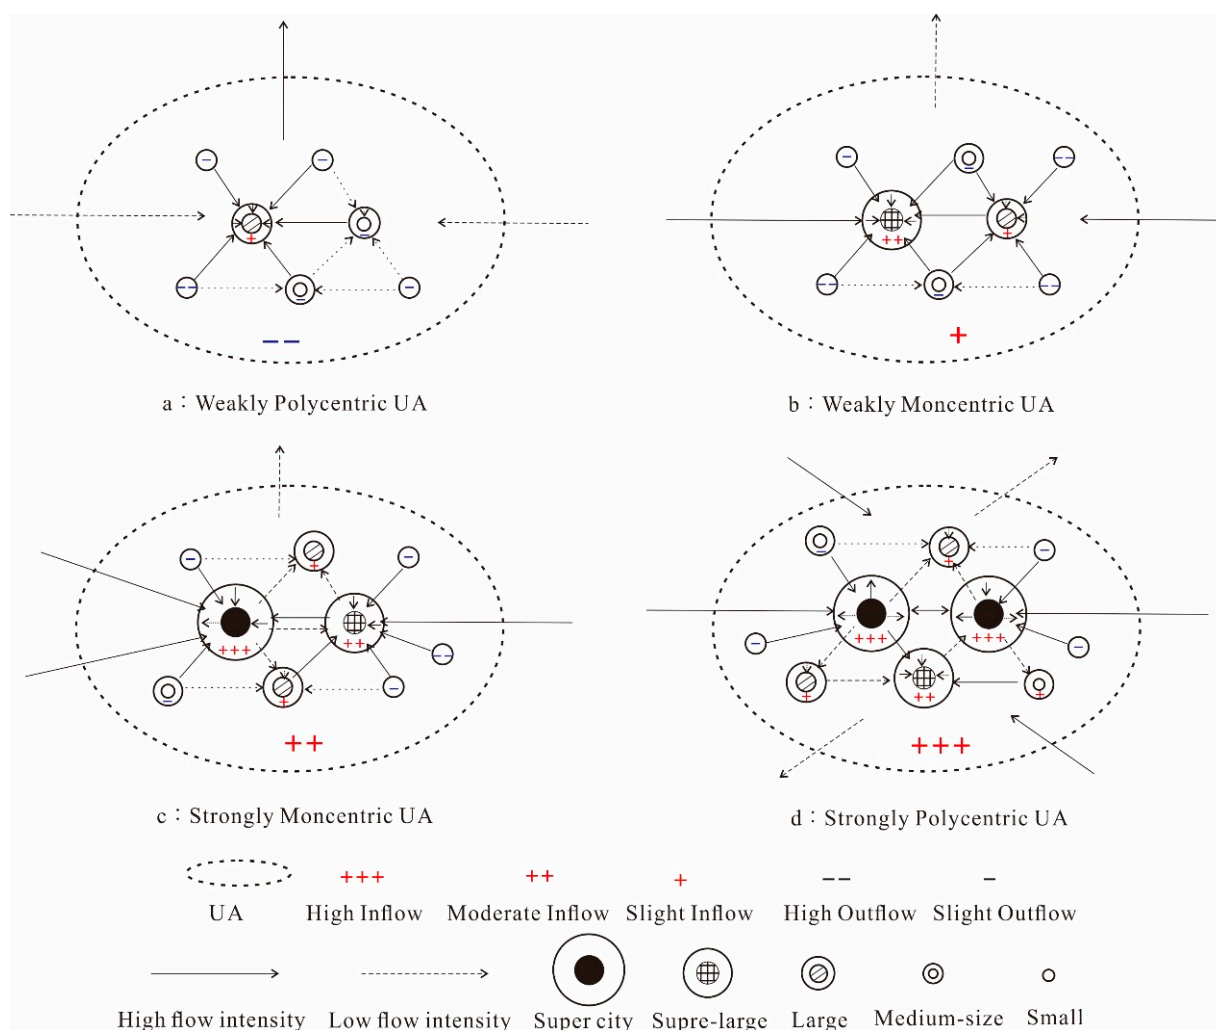 a：Weakly Polycentric UA
b：Weakly Moncentric UA
c：Strongly Moncentric UA
d：Strongly Polycentric UA
+++ ++ + −− −
UA High Inflow Moderate Inflow Slight Inflow High Outflow Slight Outflow
High flow intensity Low flow intensity Super city Supre-large Large Medium-size Small